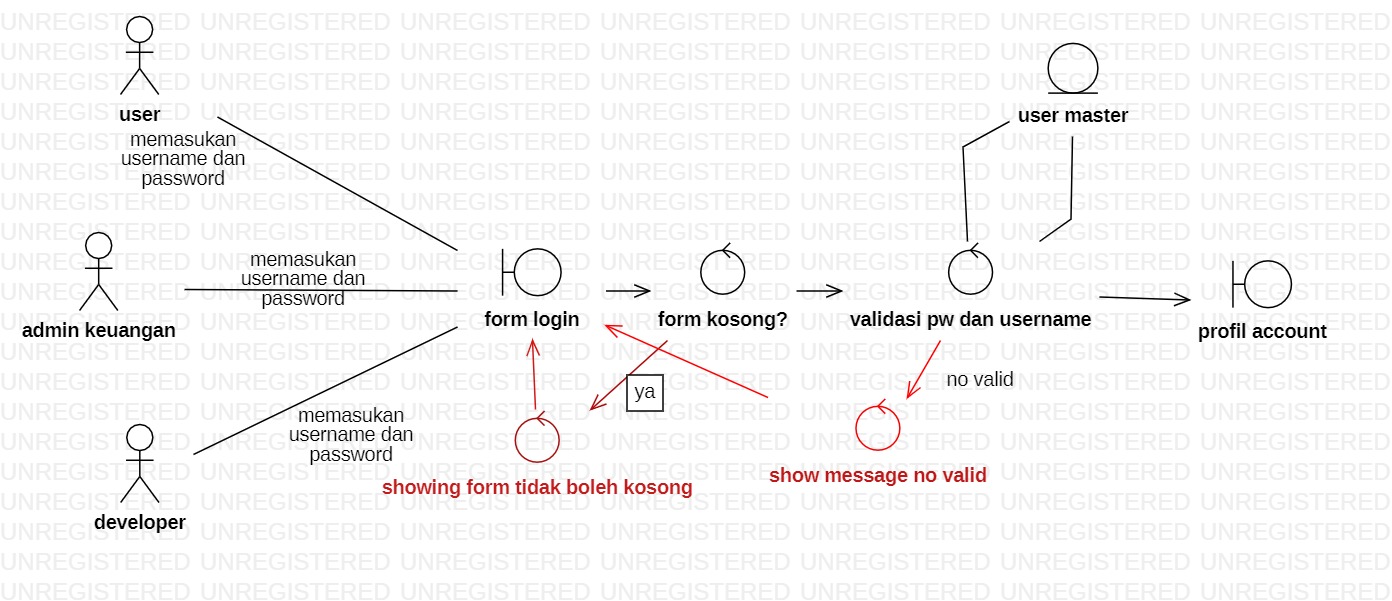 UNREGISTERED UNREGISTERED UNREGISTERED UNREGISTERED UNREGISTERED UNREGISTERED UNREGISTERED
user
memasukan
username dan
password
user master
memasukan
username dan
password
admin keuangan
form login
form kosong?
validasi pw dan username
profil account
ya
no valid
memasukan
username dan
password
showing form tidak boleh kosong
show message no valid
developer